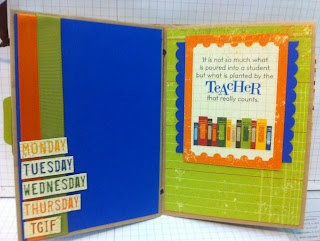 MONDAY
TUESDAY
WEDNESDAY
THURSDAY
TGIF
It is not so much what
is poured into a student,
but what is planted by the
TEACHER
that really counts.